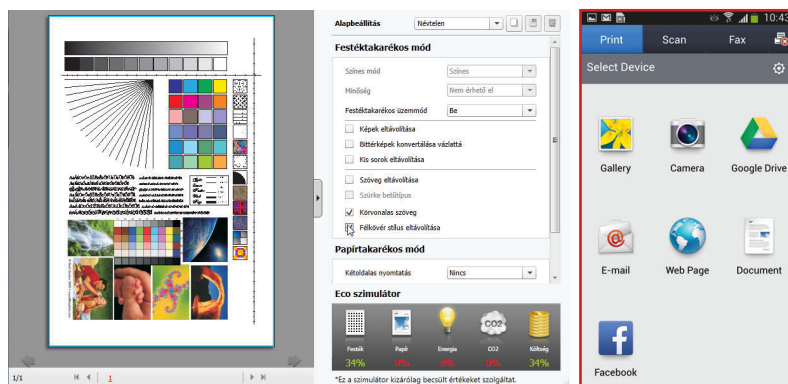 Alapbeállítás
Névtelen
Festéktakarékos mód
Színes mód
Színes
Minőség
Nem érhető el
Festéktakarékos üzemmód
Be
Képek eltávolítása
Bittérképek konvertálása vázlattá
Kis sorok eltávolítása
Szöveg eltávolítása
Szürke betűtípus
Körvonalas szöveg
Félkövér stílus eltávolítása
Papírtakarékos mód
Kétoldalas nyomtatás
Nincs
Eco szimulátor
CO2
Festék
Papír
Energia
CO2
Költség
34%
0%
0%
0%
34%
*Ez a szimulátor kizárólag becsült értékeket szolgáltat.
1/1
1
10:43
Print
Scan
Fax
Select Device
Gallery
Camera
Google Drive
E-mail
Web Page
Document
Facebook